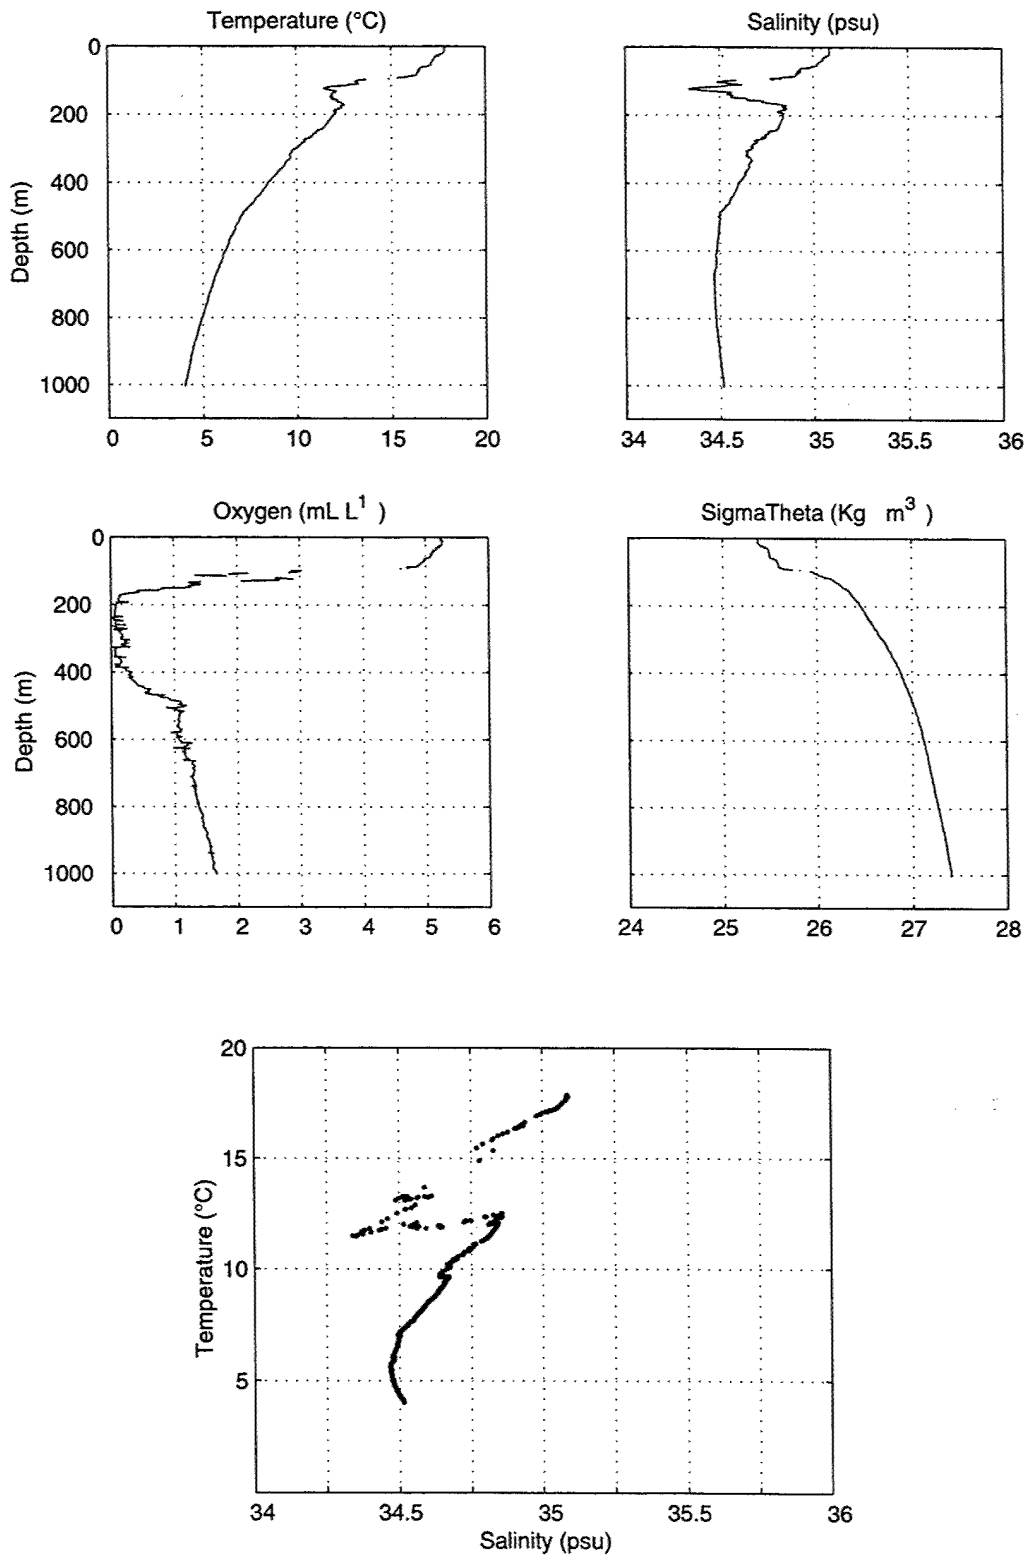 Temperature (°C)
Salinity (psu)
0
200
400
600
800
1000
Depth (m)
0 5 10 15 20
34 34.5 35 35.5 36
Oxygen (mL L1 )
SigmaTheta (Kg m3 )
0
200
400
600
800
1000
Depth (m)
0 1 2 3 4 5 6
24 25 26 27 28
20
15
10
5
Temperature (°C)
34 34.5 35 35.5 36
Salinity (psu)